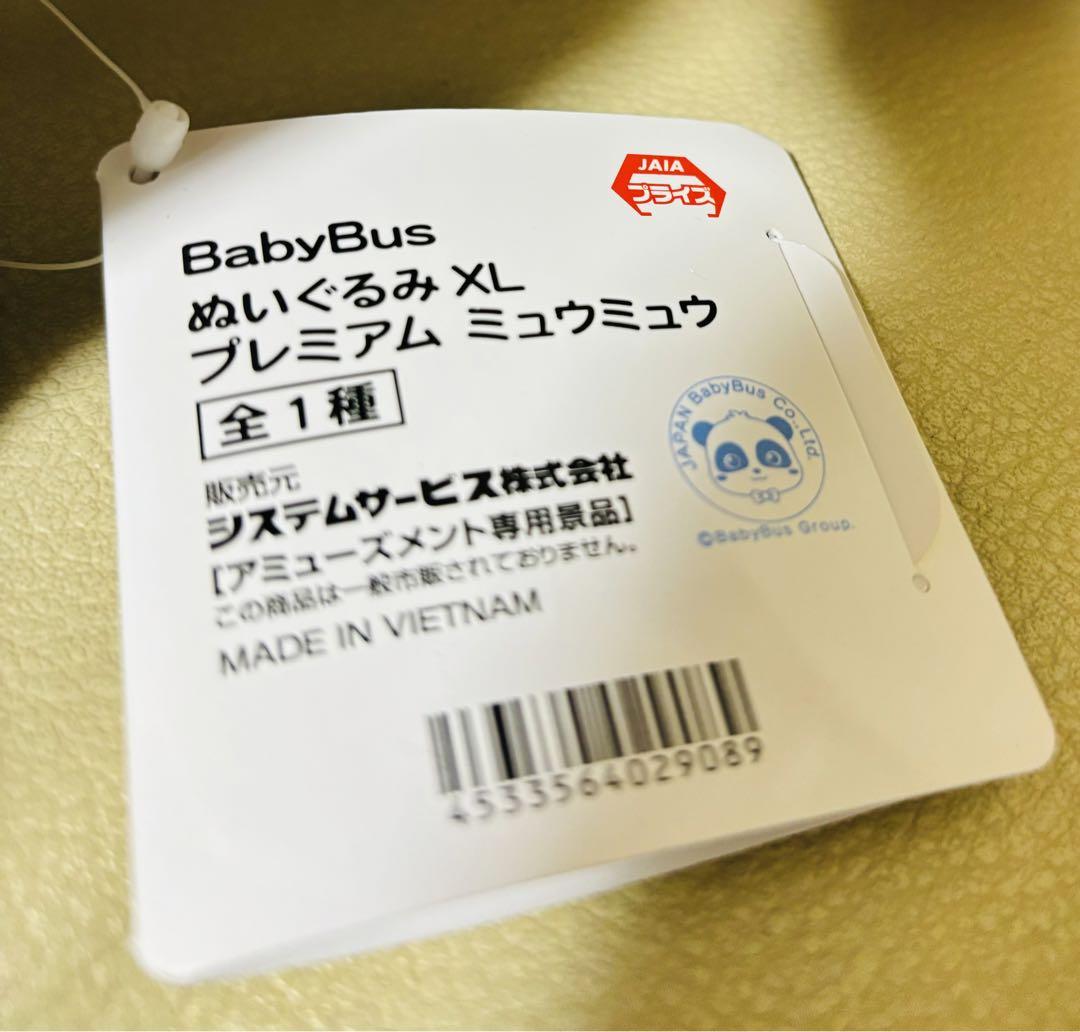 JAIA
プライズ
BabyBus
ぬいぐるみ XL
プレミアム ミュウミュウ
全1種
販売元
システムサービス株式会社
[アミューズメント専用景品]
この商品は一般市販されておりません。
MADE IN VIETNAM
JAPAN BabyBus Co.,Ltd.
©BabyBus Group.
4533564029089